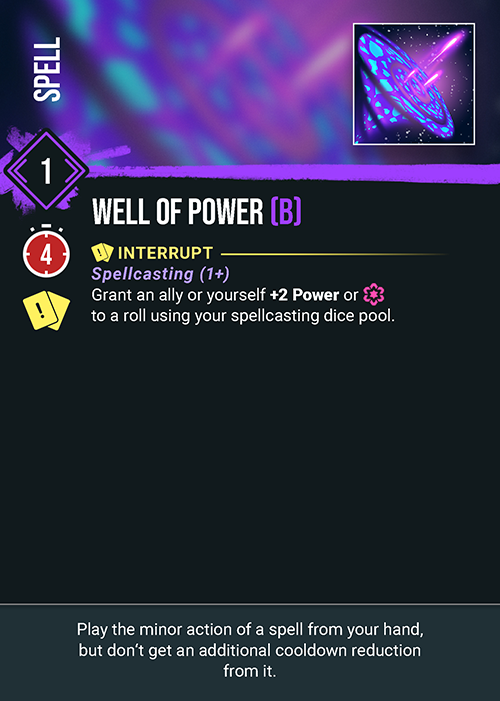 SPELL
1
WELL OF POWER (B)
4
! INTERRUPT
Spellcasting (1+)
!
Grant an ally or yourself +2 Power or
to a roll using your spellcasting dice pool.
Play the minor action of a spell from your hand,
but don't get an additional cooldown reduction
from it.